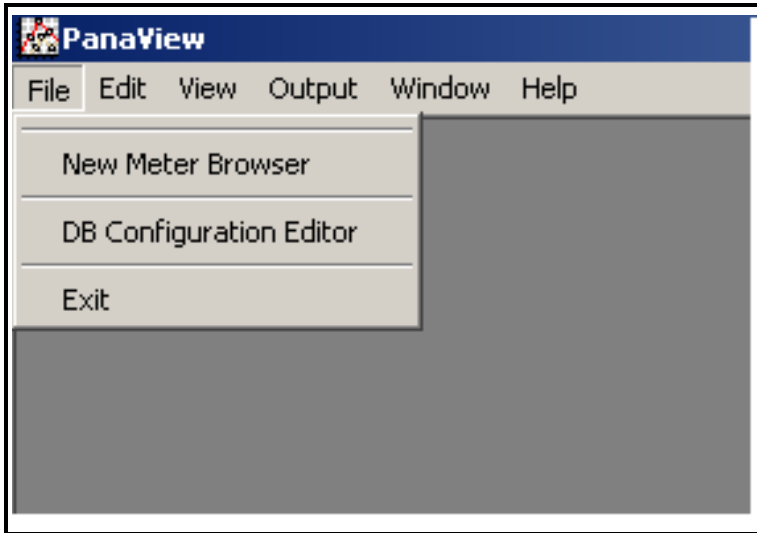 PanaView
File Edit View Output Window Help
New Meter Browser
DB Configuration Editor
Exit